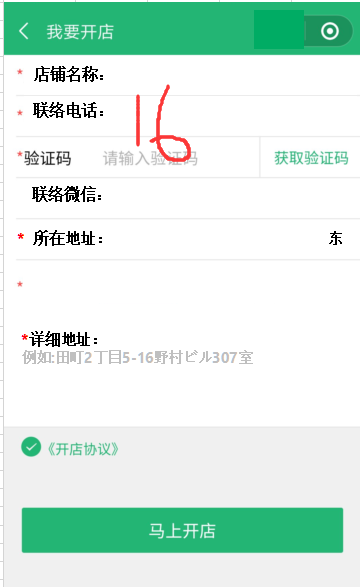 我要开店
* 店铺名称：
* 联络电话：
16
*验证码 请输入验证码 获取验证码
联络微信：
* 所在地址： 东
*
*详细地址：
例如:田町2丁目5-16野村ビル307室
《开店协议》
马上开店